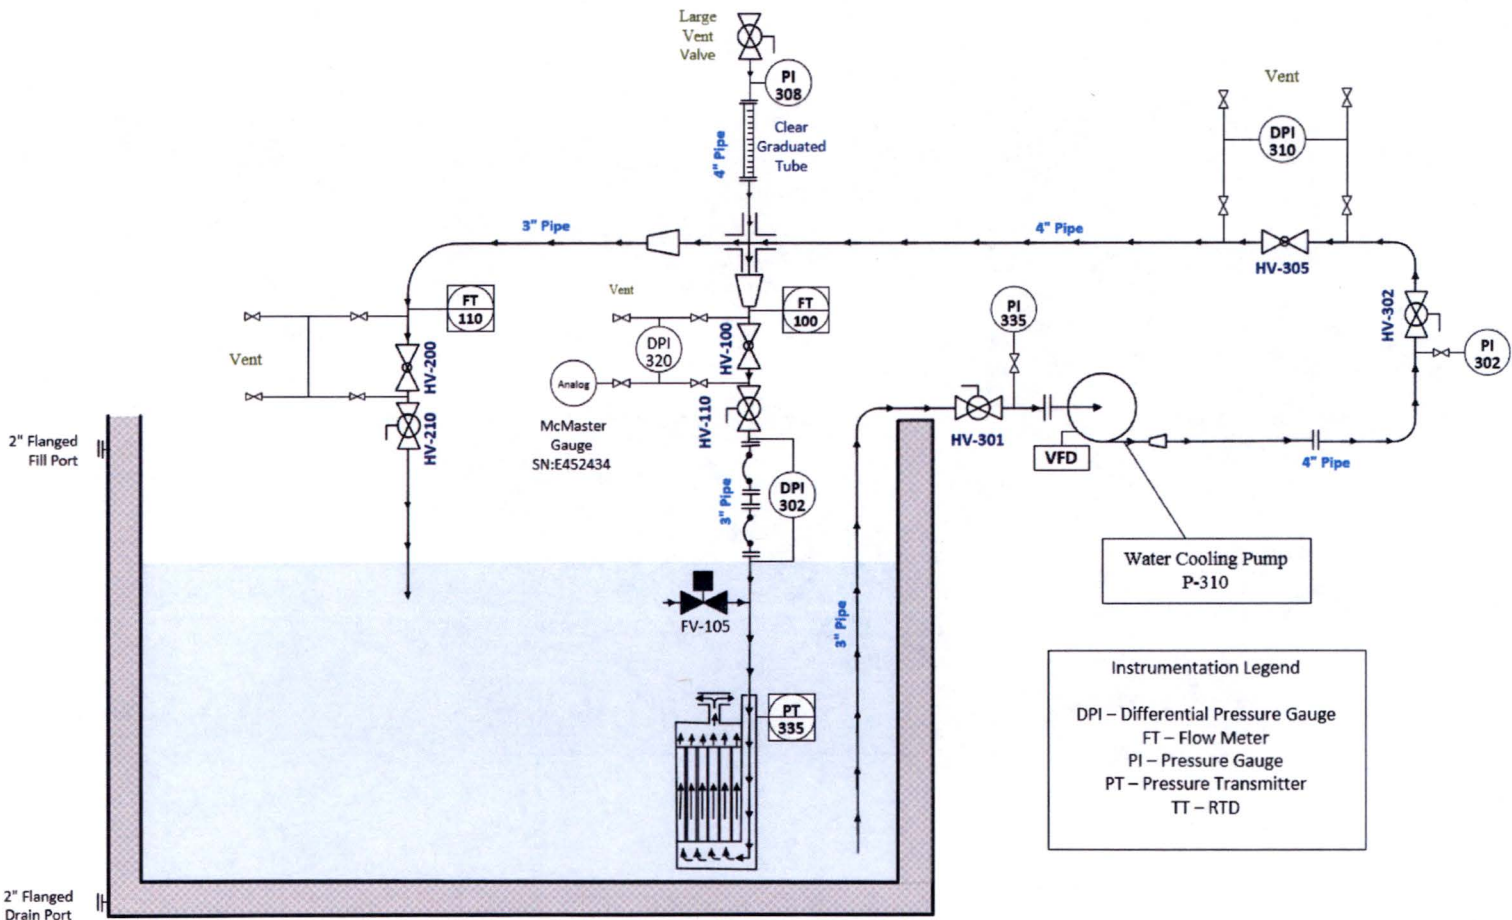 Large
Vent
Valve
PI
308
Clear
Graduated
Tube
4" Pipe
Vent
DPI
310
3" Pipe
4" Pipe
HV-305
HV-302
PI
302
Vent
FT
110
FT
100
Vent
HV-200
HV-210
DPI
320
HV-100
Analog
HV-110
McMaster
Gauge
SN:E452434
PI
335
HV-301
VFD
4" Pipe
2" Flanged
Fill Port
3" Pipe
DPI
302
Water Cooling Pump
P-310
FV-105
3" Pipe
PT
335
Instrumentation Legend
DPI – Differential Pressure Gauge
FT – Flow Meter
PI – Pressure Gauge
PT – Pressure Transmitter
TT – RTD
2" Flanged
Drain Port